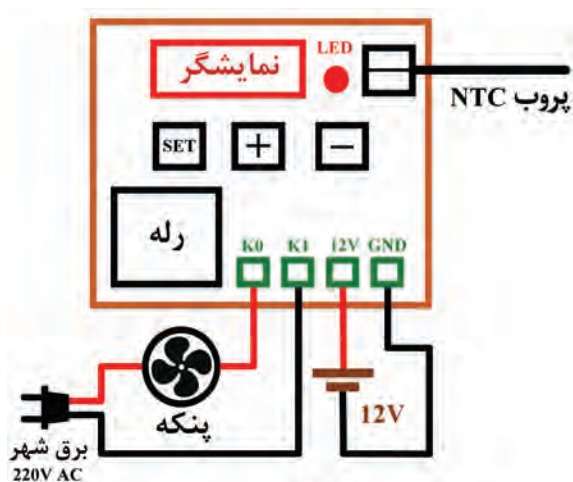 LED
نمایشگر
پروب NTC
SET
+
−
رله
K0
K1
12V
GND
پنکه
12V
برق شهر
220V AC